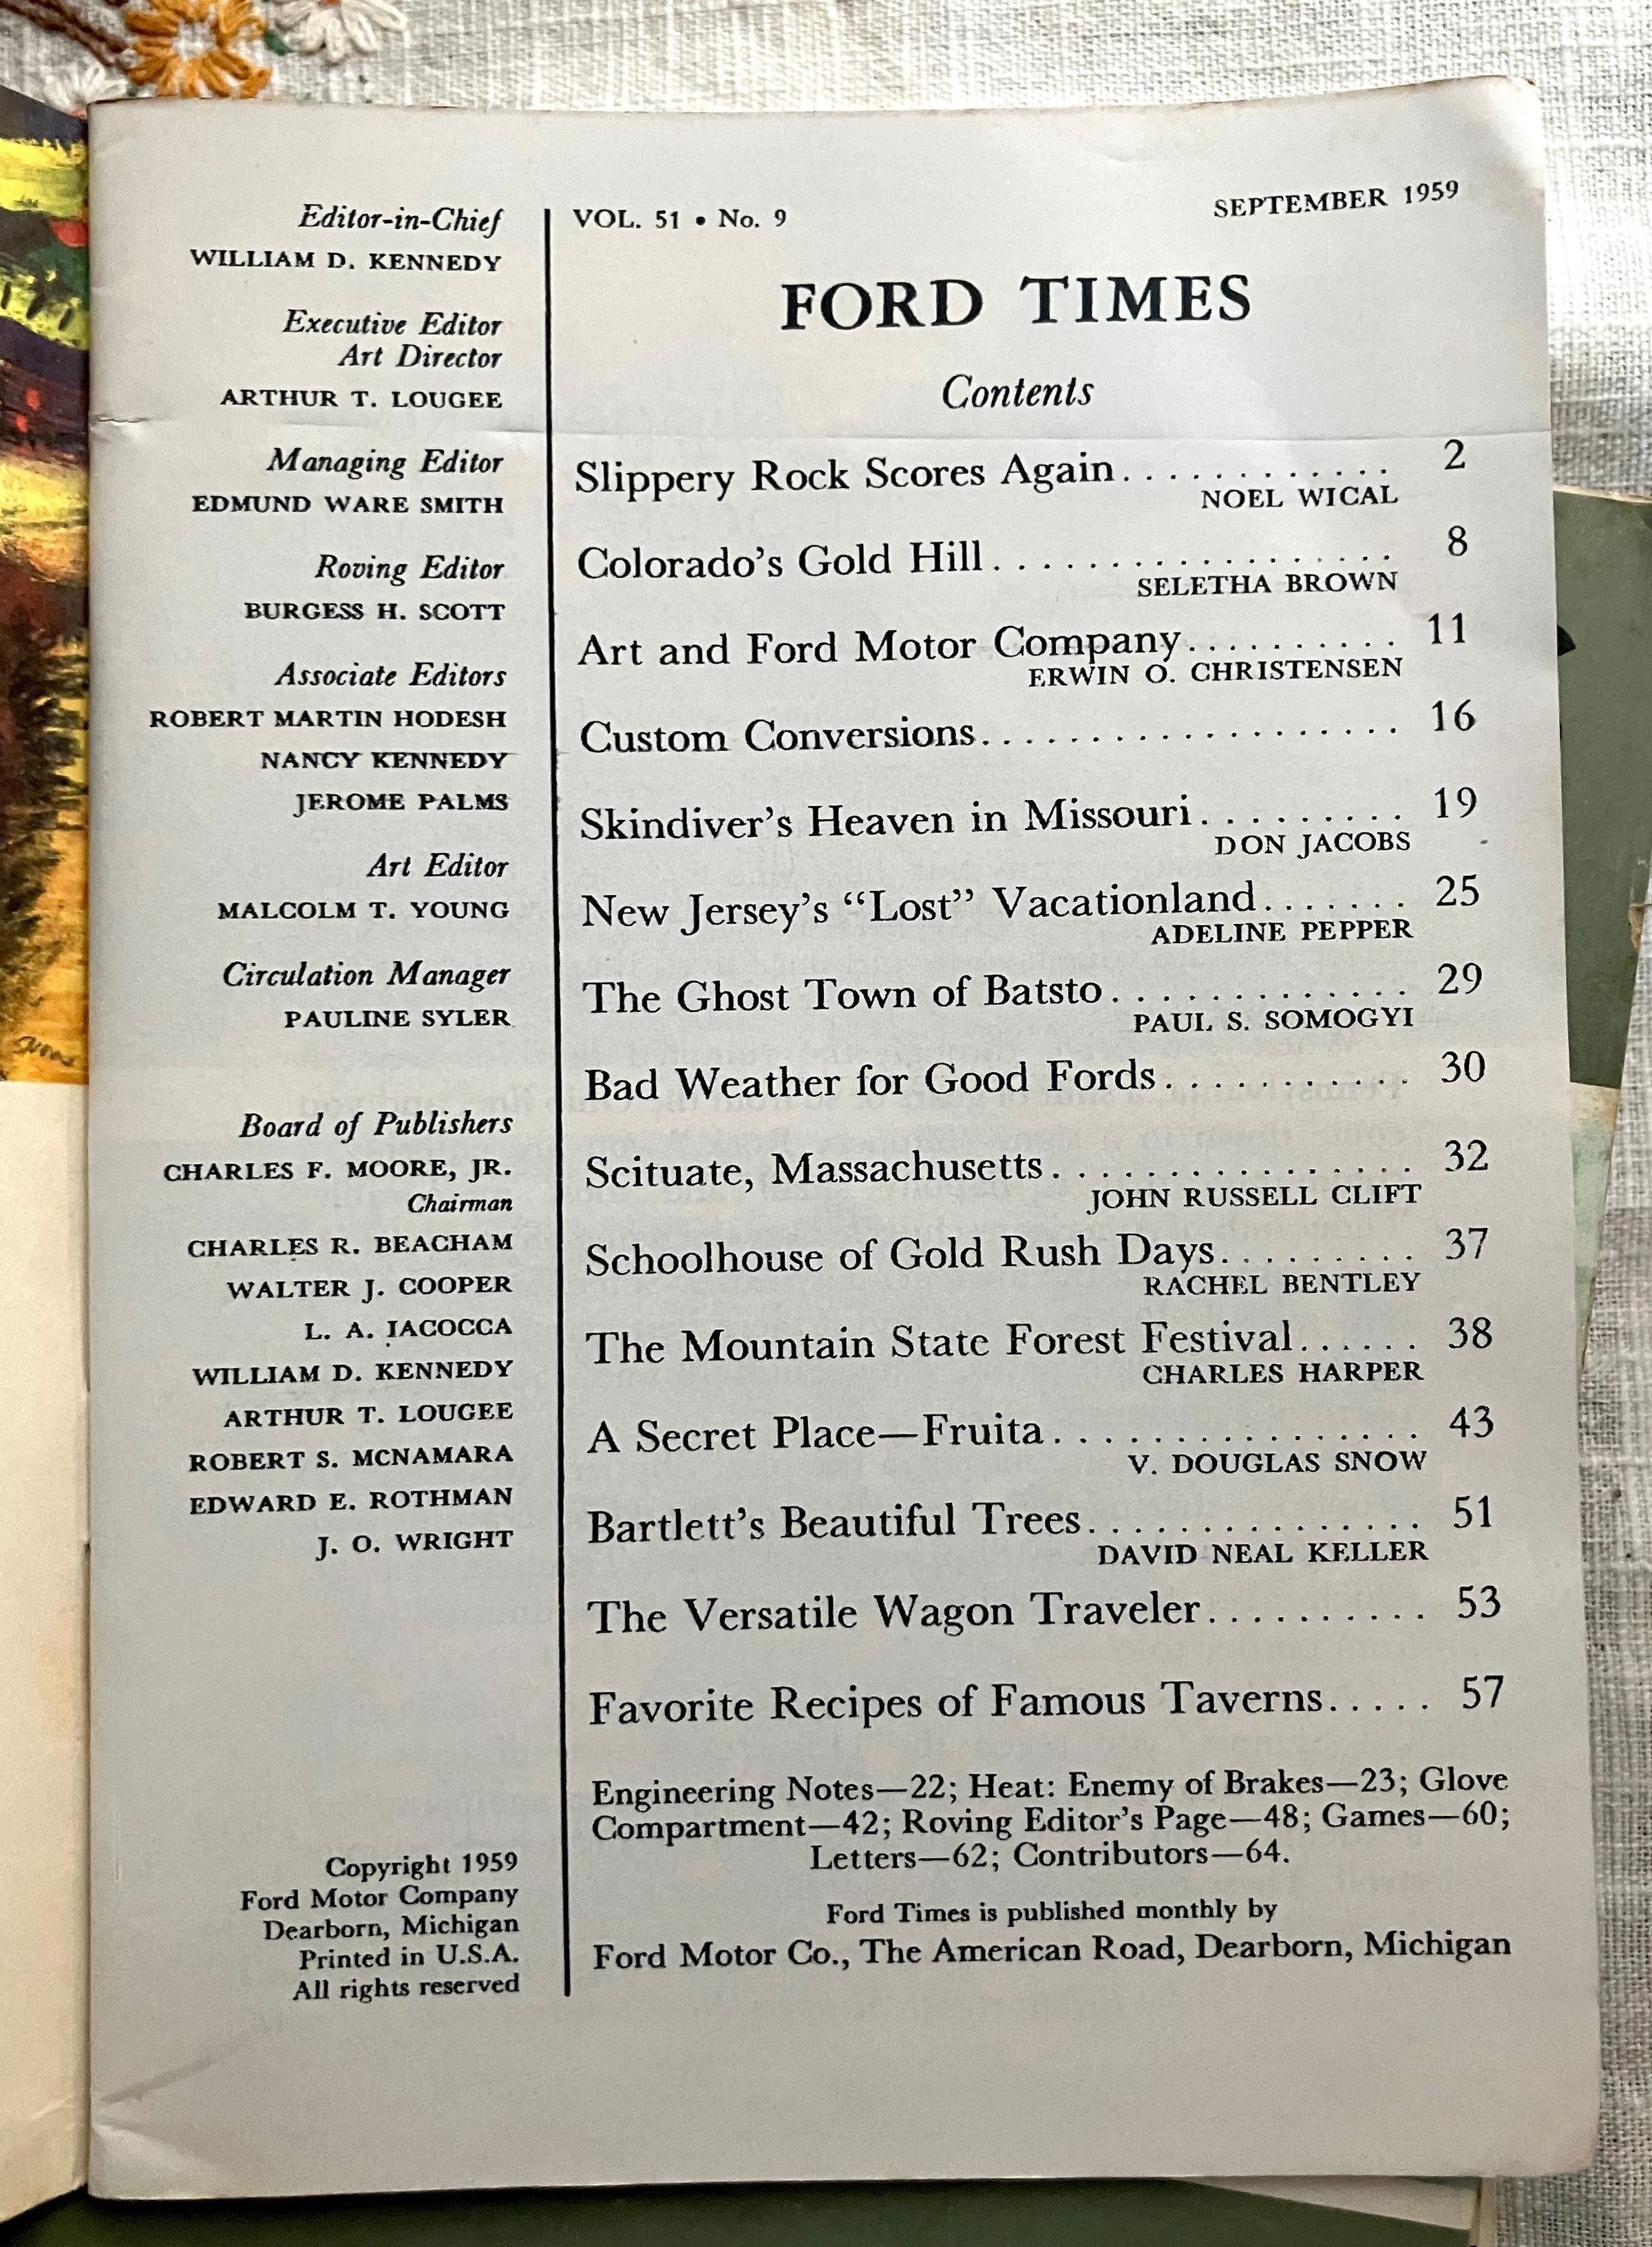 Editor-in-Chief
WILLIAM D. KENNEDY
Executive Editor
Art Director
ARTHUR T. LOUGEE
Managing Editor
EDMUND WARE SMITH
Roving Editor
BURGESS H. SCOTT
Associate Editors
ROBERT MARTIN HODESH
NANCY KENNEDY
JEROME PALMS
Art Editor
MALCOLM T. YOUNG
Circulation Manager
PAULINE SYLER
Board of Publishers
CHARLES F. MOORE, JR.
Chairman
CHARLES R. BEACHAM
WALTER J. COOPER
L. A. IACOCCA
WILLIAM D. KENNEDY
ARTHUR T. LOUGEE
ROBERT S. MCNAMARA
EDWARD E. ROTHMAN
J. O. WRIGHT
Copyright 1959
Ford Motor Company
Dearborn, Michigan
Printed in U.S.A.
All rights reserved
VOL. 51 • No. 9 SEPTEMBER 1959
FORD TIMES
Contents
Slippery Rock Scores Again............ 2
NOEL WICAL
Colorado's Gold Hill................. 8
SELETHA BROWN
Art and Ford Motor Company.......... 11
ERWIN O. CHRISTENSEN
Custom Conversions................... 16
Skindiver's Heaven in Missouri......... 19
DON JACOBS
New Jersey's “Lost” Vacationland....... 25
ADELINE PEPPER
The Ghost Town of Batsto............. 29
PAUL S. SOMOGYI
Bad Weather for Good Fords........... 30
Scituate, Massachusetts............... 32
JOHN RUSSELL CLIFT
Schoolhouse of Gold Rush Days......... 37
RACHEL BENTLEY
The Mountain State Forest Festival...... 38
CHARLES HARPER
A Secret Place—Fruita................ 43
V. DOUGLAS SNOW
Bartlett's Beautiful Trees............... 51
DAVID NEAL KELLER
The Versatile Wagon Traveler.......... 53
Favorite Recipes of Famous Taverns..... 57
Engineering Notes—22; Heat: Enemy of Brakes—23; Glove
Compartment—42; Roving Editor's Page—48; Games—60;
Letters—62; Contributors—64.
Ford Times is published monthly by
Ford Motor Co., The American Road, Dearborn, Michigan